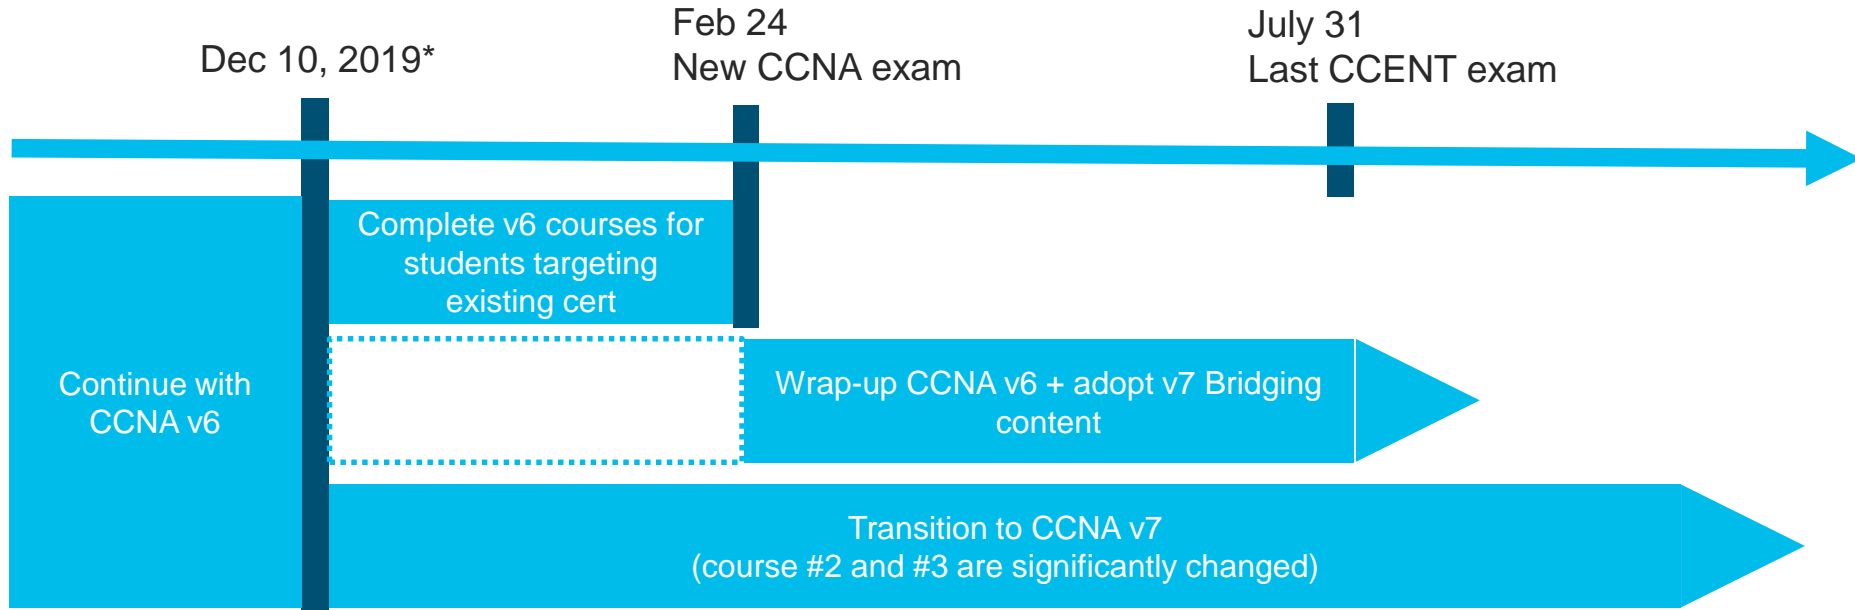 Dec 10, 2019*
Feb 24
New CCNA exam
July 31
Last CCENT exam
Complete v6 courses for
students targeting
existing cert
Continue with
CCNA v6
Wrap-up CCNA v6 + adopt v7 Bridging
content
Transition to CCNA v7
(course #2 and #3 are significantly changed)